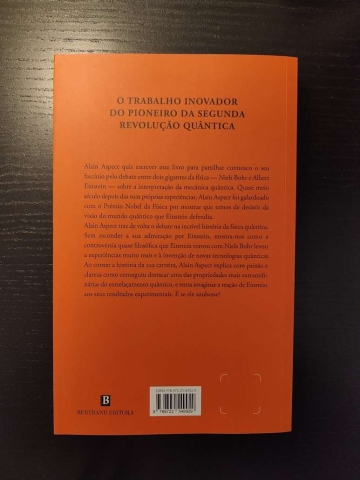 O TRABALHO INOVADOR
DO PIONEIRO DA SEGUNDA
REVOLUÇÃO QUÂNTICA
Alain Aspect quis escrever este livro para partilhar connosco o seu
fascínio pelo debate entre dois gigantes da física — Niels Bohr e Albert
Einstein — sobre a interpretação da mecânica quântica. Quase meio
século depois das suas próprias experiências, Alain Aspect foi galardoado
com o Prémio Nobel da Física por mostrar que temos de desistir da
visão do mundo quântico que Einstein defendia.
Alain Aspect traz de volta o debate na incrível história da física quântica.
Sem esconder a sua admiração por Einstein, mostra-nos como a
controvérsia quase filosófica que Einstein travou com Niels Bohr levou
a experiências muito reais e à invenção de novas tecnologias quânticas.
Ao contar a história da sua carreira, Alain Aspect explica com paixão e
clareza como conseguiu destacar uma das propriedades mais extraordi-
nárias do entrelaçamento quântico, e tenta imaginar a reação de Einstein
aos seus resultados experimentais. E se ele soubesse?
B
BERTRAND EDITORA